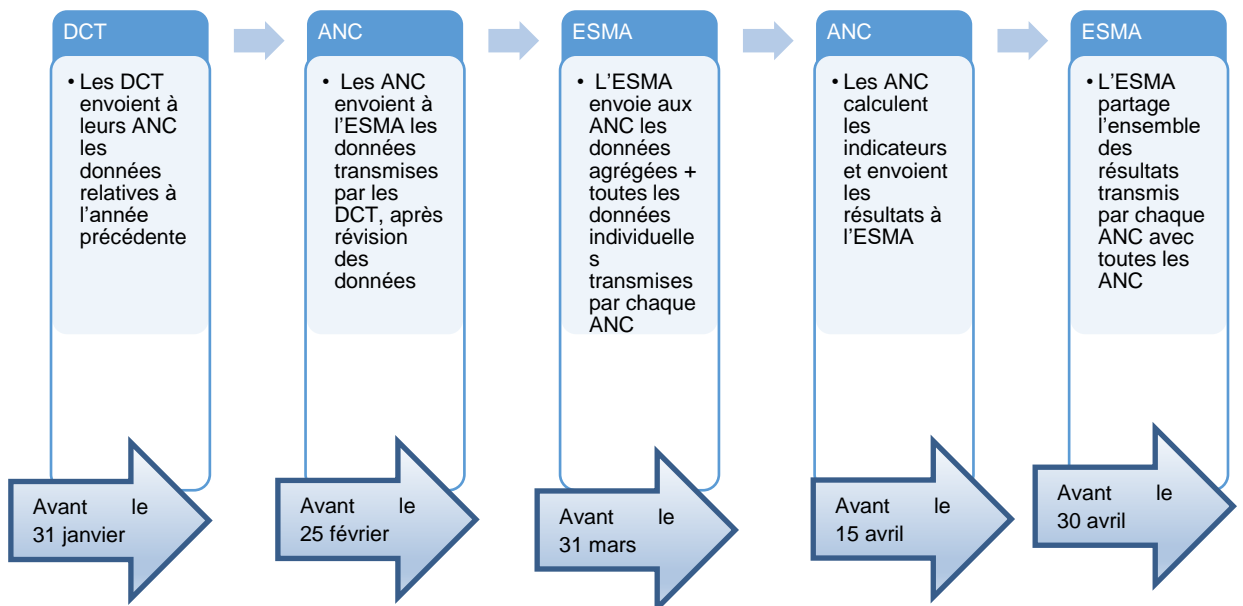 DCT
• Les DCT
envoient à
leurs ANC
les
données
relatives à
l'année
précédente
Avant le
31 janvier
ANC
• Les ANC
envoient à
l'ESMA les
données
transmises
par les
DCT, après
révision
des
données
Avant le
25 février
ESMA
• L'ESMA
envoie aux
ANC les
données
agrégées +
toutes les
données
individuelle
s
transmises
par chaque
ANC
Avant le
31 mars
ANC
• Les ANC
calculent
les
indicateurs
et envoient
les
résultats à
l'ESMA
Avant le
15 avril
ESMA
• L'ESMA
partage
l'ensemble
des
résultats
transmis
par chaque
ANC avec
toutes les
ANC
Avant le
30 avril